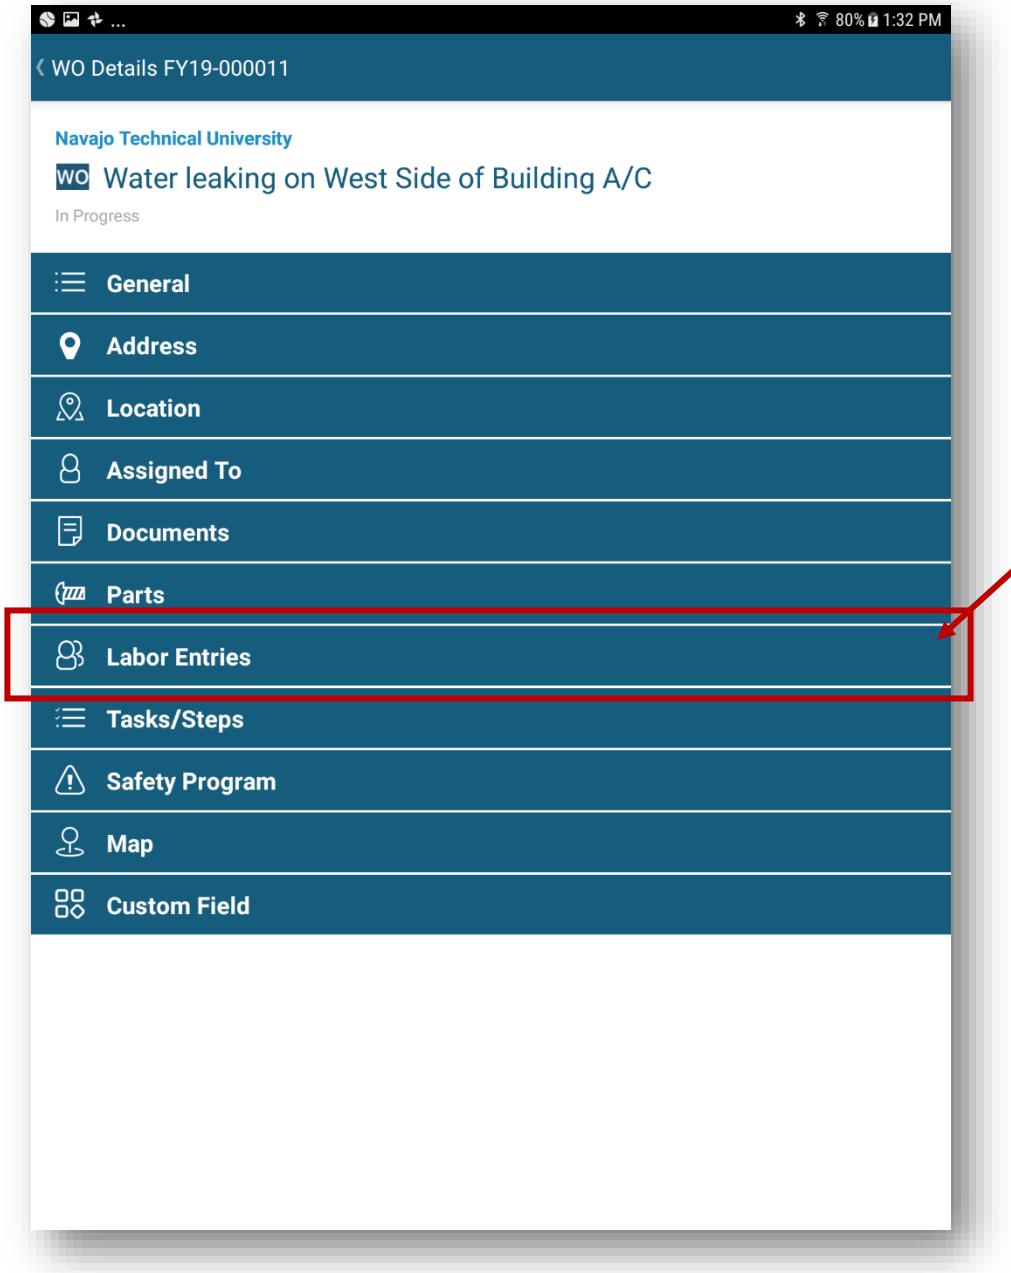 ... 80% 1:32 PM
WO Details FY19-000011
Navajo Technical University
WO Water leaking on West Side of Building A/C
In Progress
General
Address
Location
Assigned To
Documents
Parts
Labor Entries
Tasks/Steps
Safety Program
Map
Custom Field